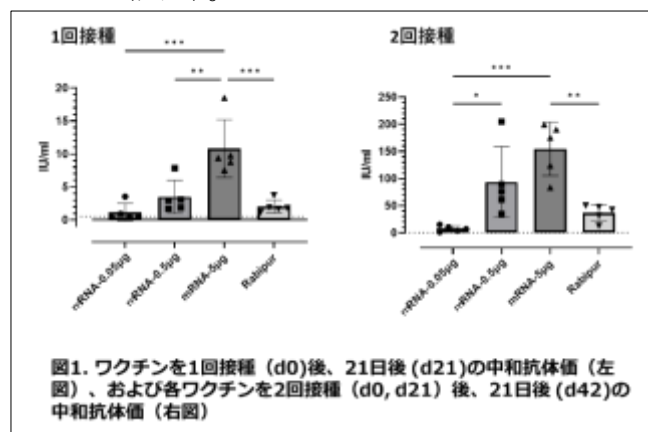 1回接種
2回接種
***
***
** ***
* **
IU/ml
20
15
10
5
0
IU/ml
250
200
150
100
50
0
mRNA-0.05μg
mRNA-0.5μg
mRNA-5μg
Rabipur
mRNA-0.05μg
mRNA-0.5μg
mRNA-5μg
Rabipur
図1. ワクチンを1回接種（d0)後、21日後 (d21)の中和抗体価（左
図）、および各ワクチンを2回接種（d0, d21）後、21日後 (d42)の
中和抗体価（右図）